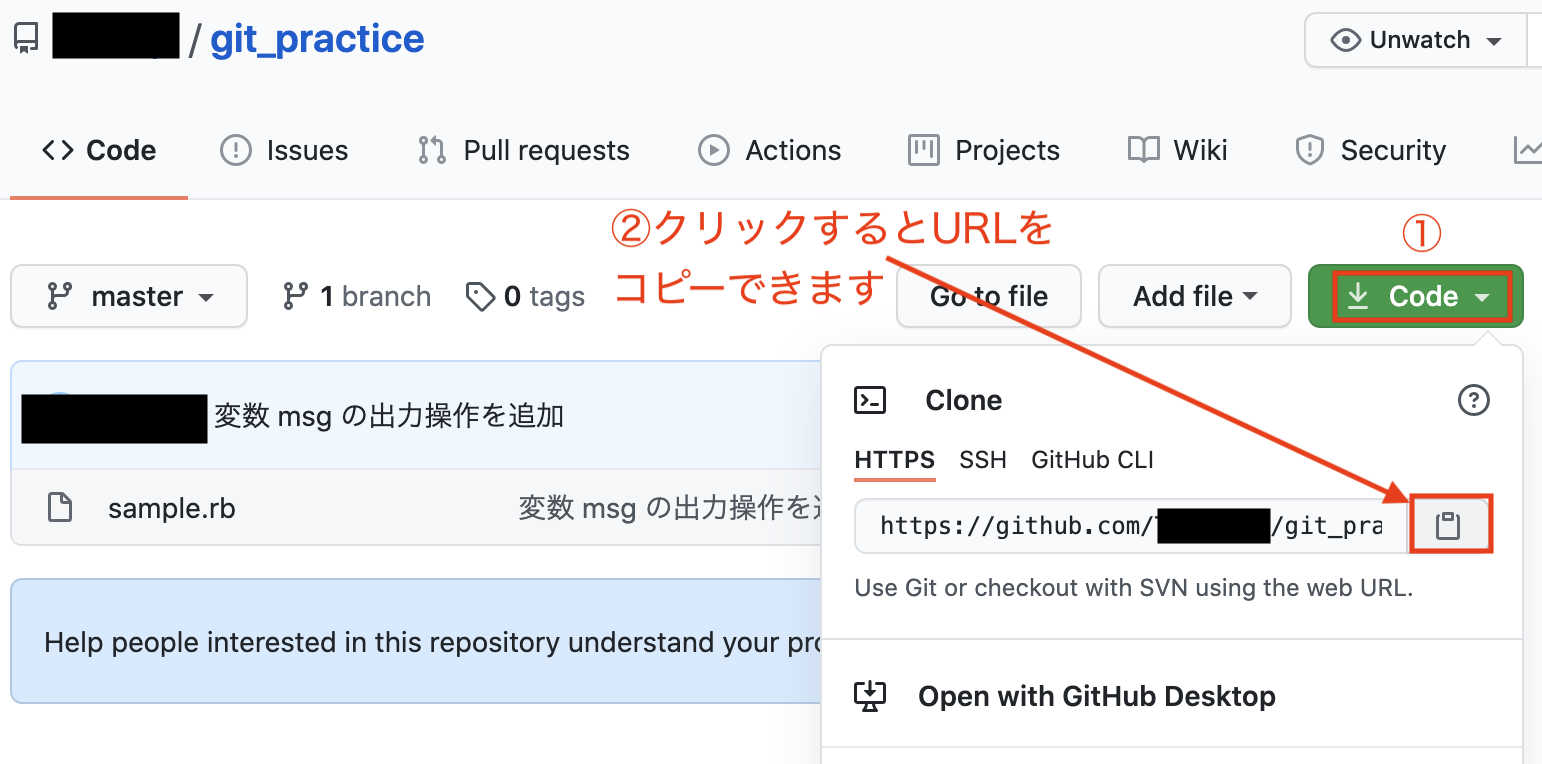 / git_practice
Unwatch
Code Issues Pull requests Actions Projects Wiki Security
②クリックするとURLを
コピーできます
①
master 1 branch 0 tags Go to file Add file Code
変数 msg の出力操作を追加
sample.rb 変数 msg の出力操作を
Clone
HTTPS SSH GitHub CLI
https://github.com/ /git_pra
Use Git or checkout with SVN using the web URL.
Help people interested in this repository understand your pro
Open with GitHub Desktop